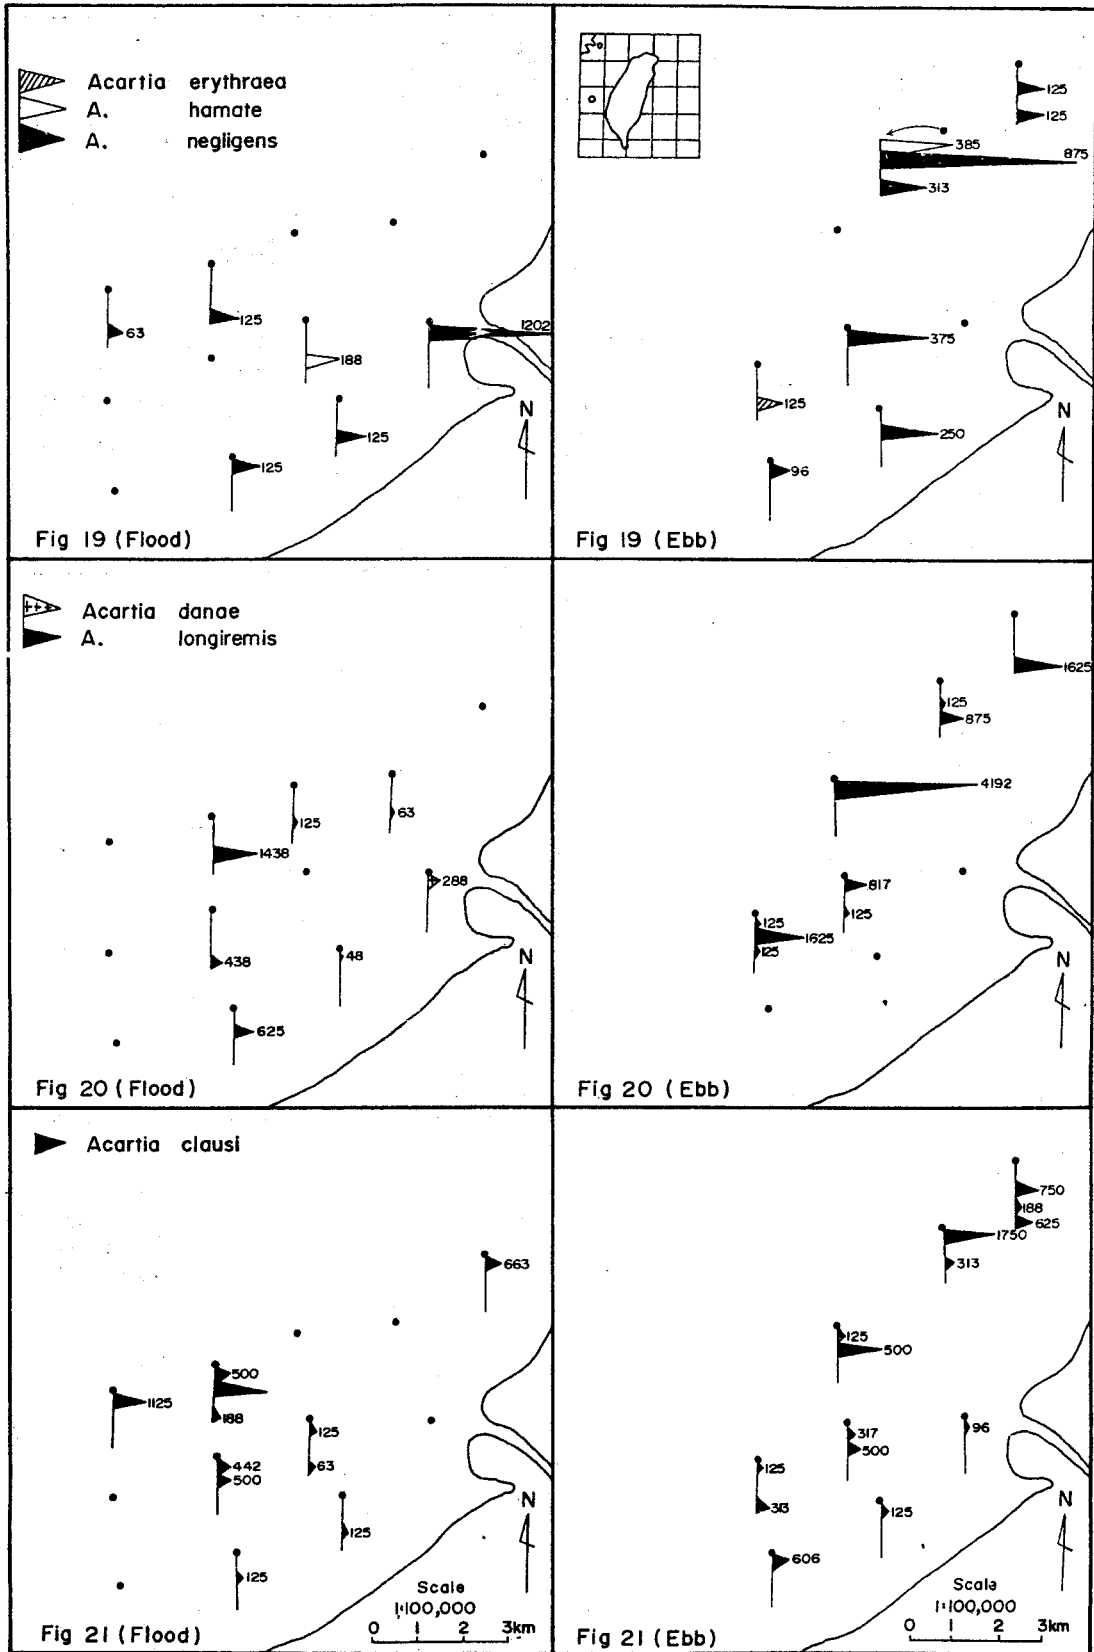 Acartia erythraea
A. hamate
A. negligens
63
125
188
1202
125
125
N
Fig 19 (Flood)
125
125
385
875
313
375
125
250
96
N
Fig 19 (Ebb)
Acartia danae
A. longiremis
125
63
1438
288
438
48
625
N
Fig 20 (Flood)
1625
125
875
4192
817
125
125
1625
125
N
Fig 20 (Ebb)
Acartia clausi
663
500
1125
188
125
442
63
500
125
125
N
Scale
1:100,000
0 1 2 3km
Fig 21 (Flood)
750
188
625
1750
313
125
500
317
96
500
125
313
125
606
N
Scale
1:100,000
0 1 2 3km
Fig 21 (Ebb)